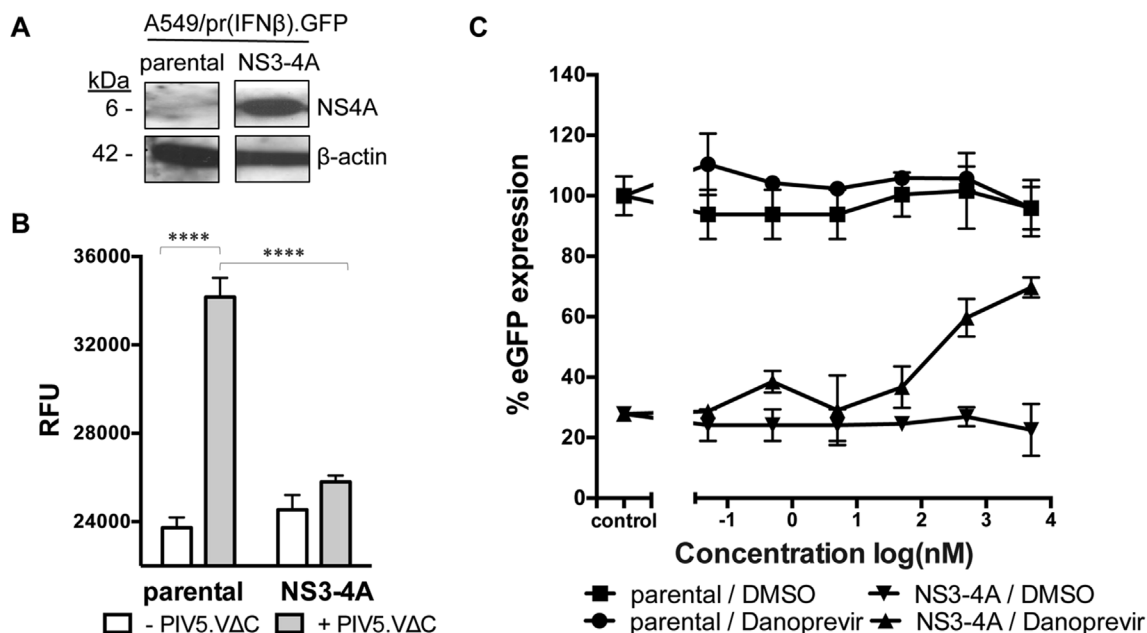 A
A549/pr(IFNβ).GFP
parental NS3-4A
kDa
6 - NS4A
42 - β-actin
B
**** ****
36000
32000
28000
24000
RFU
parental NS3-4A
- PIV5.VΔC + PIV5.VΔC
C
140
120
100
80
60
40
20
0
% eGFP expression
control -1 0 1 2 3 4
Concentration log(nM)
parental / DMSO NS3-4A / DMSO
parental / Danoprevir NS3-4A / Danoprevir